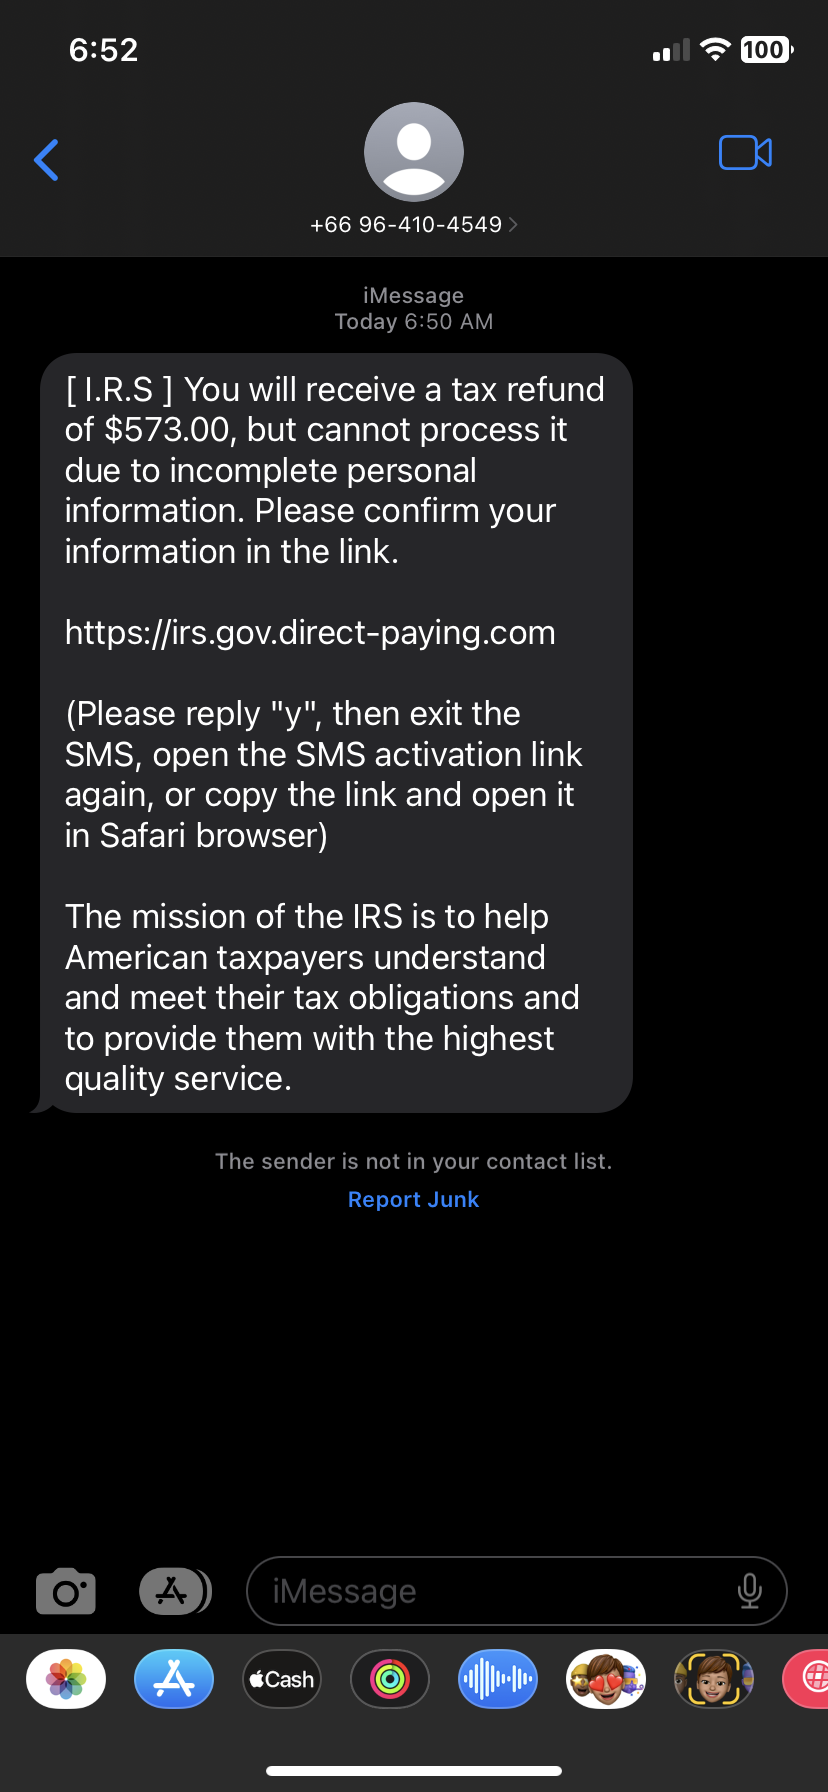 6:52
100
+66 96-410-4549
iMessage
Today 6:50 AM
[ I.R.S ] You will receive a tax refund
of $573.00, but cannot process it
due to incomplete personal
information. Please confirm your
information in the link.
https://irs.gov.direct-paying.com
(Please reply "y", then exit the
SMS, open the SMS activation link
again, or copy the link and open it
in Safari browser)
The mission of the IRS is to help
American taxpayers understand
and meet their tax obligations and
to provide them with the highest
quality service.
The sender is not in your contact list.
Report Junk
iMessage
Cash